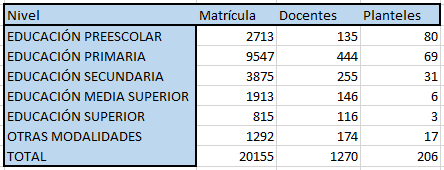 Nivel Matrícula Docentes Planteles
EDUCACIÓN PREESCOLAR 2713 135 80
EDUCACIÓN PRIMARIA 9547 444 69
EDUCACIÓN SECUNDARIA 3875 255 31
EDUCACIÓN MEDIA SUPERIOR 1913 146 6
EDUCACIÓN SUPERIOR 815 116 3
OTRAS MODALIDADES 1292 174 17
TOTAL 20155 1270 206